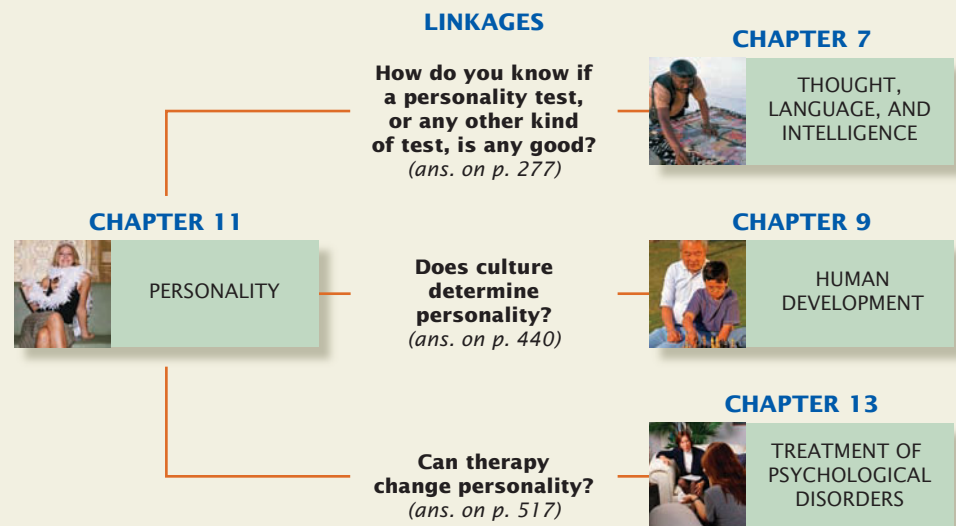 LINKAGES
CHAPTER 11
PERSONALITY
How do you know if
a personality test,
or any other kind
of test, is any good?
(ans. on p. 277)
CHAPTER 7
THOUGHT,
LANGUAGE, AND
INTELLIGENCE
Does culture
determine
personality?
(ans. on p. 440)
CHAPTER 9
HUMAN
DEVELOPMENT
Can therapy
change personality?
(ans. on p. 517)
CHAPTER 13
TREATMENT OF
PSYCHOLOGICAL
DISORDERS